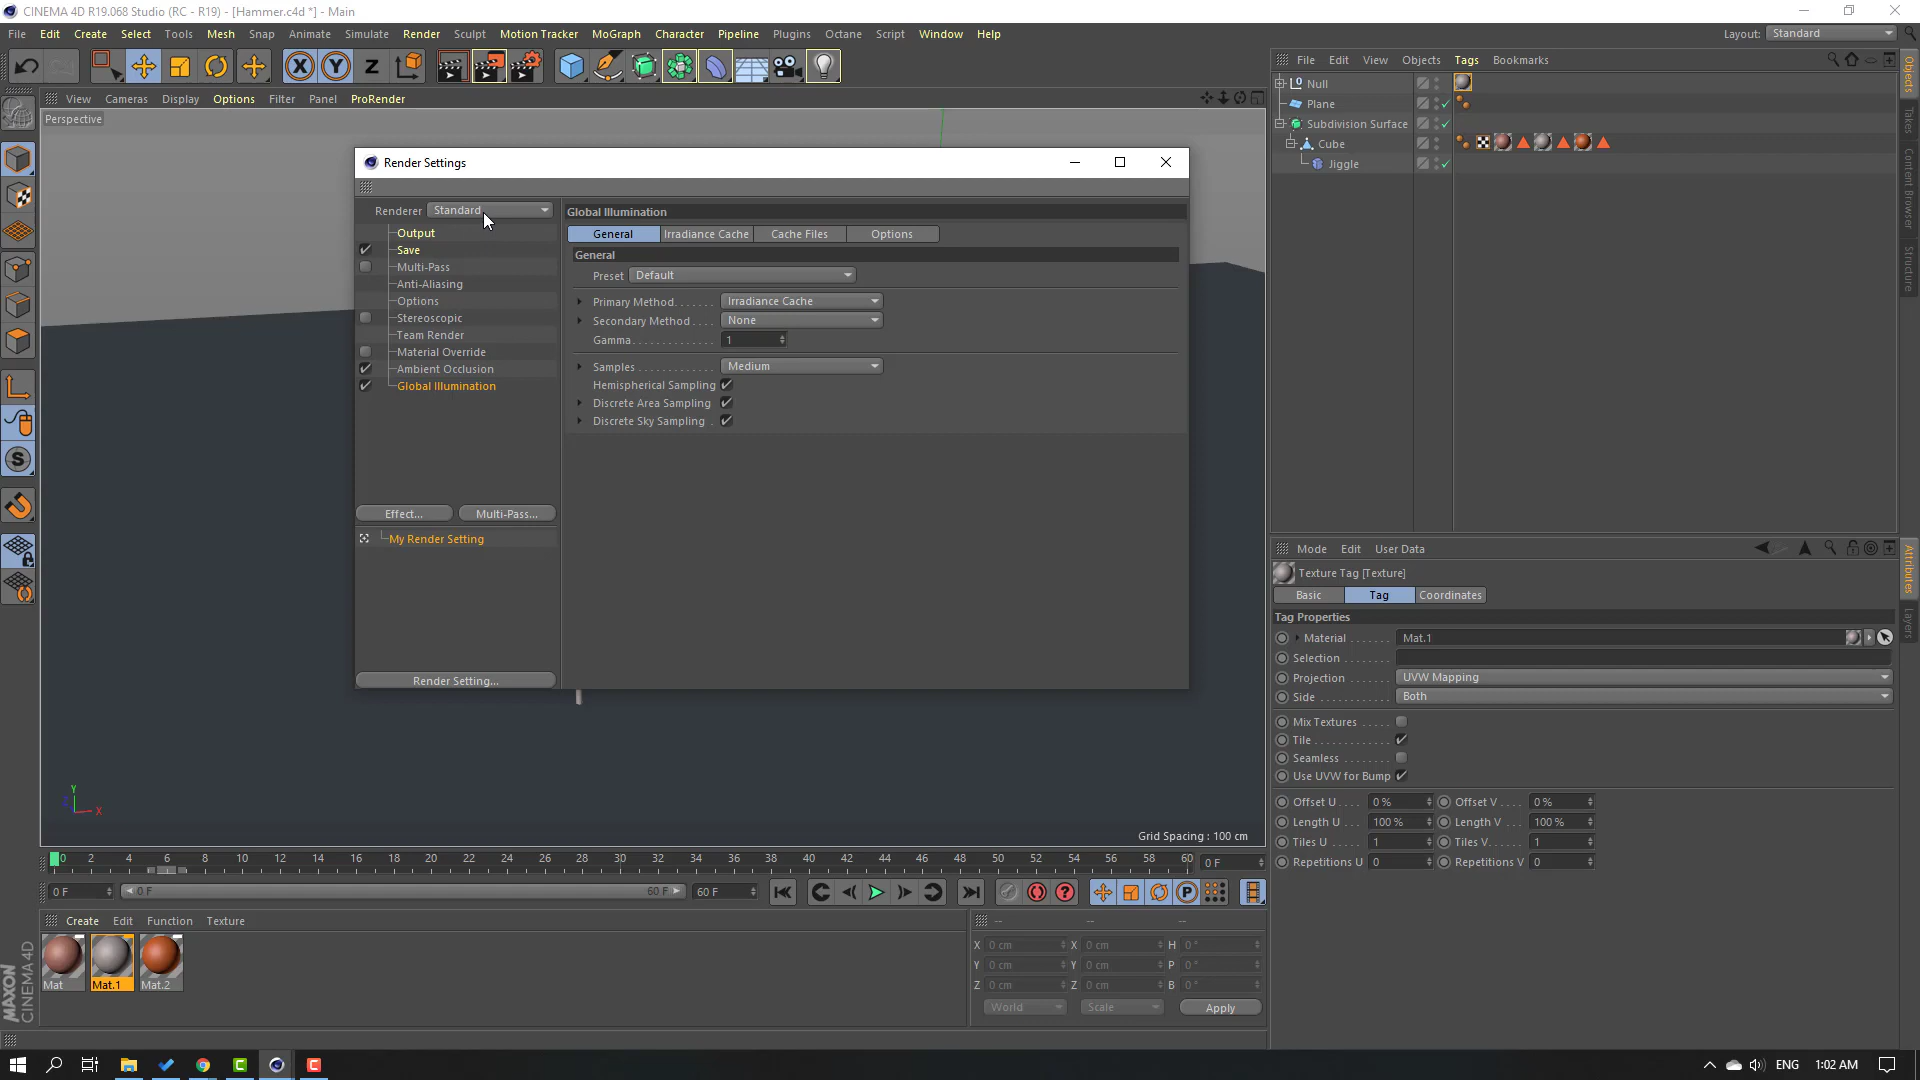 CINEMA 4D R19.068 Studio (RC - R19) - [Hammer.c4d *] - Main
File Edit Create Select Tools Mesh Snap Animate Simulate Render Sculpt Motion Tracker MoGraph Character Pipeline Plugins Octane Script Window Help
Layout: Standard
X Y Z
View Cameras Display Options Filter Panel ProRender
Perspective
File Edit View Objects Tags Bookmarks
Null
Plane
Subdivision Surface
Cube
Jiggle
Objects
Takes
Content Browser
Structure
Render Settings
Renderer Standard
Output
Save
Multi-Pass
Anti-Aliasing
Options
Stereoscopic
Team Render
Material Override
Ambient Occlusion
Global Illumination
Effect... Multi-Pass...
My Render Setting
Render Setting...
Global Illumination
General Irradiance Cache Cache Files Options
General
Preset Default
Primary Method. . . . . . . Irradiance Cache
Secondary Method . . . . None
Gamma. . . . . . . . . . . . . . 1
Samples . . . . . . . . . . . . . Medium
Hemispherical Sampling
Discrete Area Sampling
Discrete Sky Sampling .
Y
Z X
Grid Spacing : 100 cm
0 2 4 6 8 10 12 14 16 18 20 22 24 26 28 30 32 34 36 38 40 42 44 46 48 50 52 54 56 58 60 0 F
0 F 0 F 60 F 60 F
P
Create Edit Function Texture
Mat Mat.1 Mat.2
MAXON
CINEMA 4D
-- -- --
X 0 cm X 0 cm H 0 °
Y 0 cm Y 0 cm P 0 °
Z 0 cm Z 0 cm B 0 °
World Scale Apply
Mode Edit User Data
Texture Tag [Texture]
Basic Tag Coordinates
Tag Properties
Material . . . . . . . Mat.1
Selection . . . . . . . .
Projection . . . . . . . UVW Mapping
Side . . . . . . . . . . . . Both
Mix Textures . . . . .
Tile . . . . . . . . . . . .
Seamless . . . . . . . .
Use UVW for Bump
Offset U . . . . 0 % Offset V . . . . 0 %
Length U . . . 100 % Length V . . . 100 %
Tiles U . . . . . 1 Tiles V . . . . . 1
Repetitions U 0 Repetitions V 0
Attributes
Layers
ENG 1:02 AM